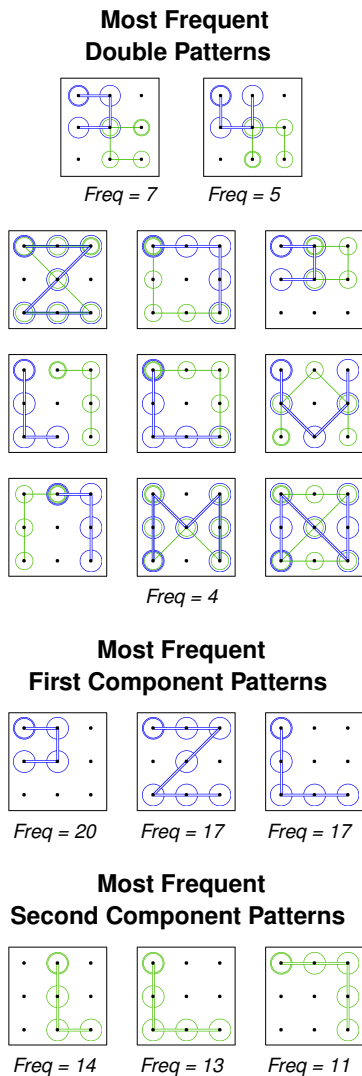 Most Frequent
Double Patterns
Freq = 7 Freq = 5
Freq = 4
Most Frequent
First Component Patterns
Freq = 20 Freq = 17 Freq = 17
Most Frequent
Second Component Patterns
Freq = 14 Freq = 13 Freq = 11